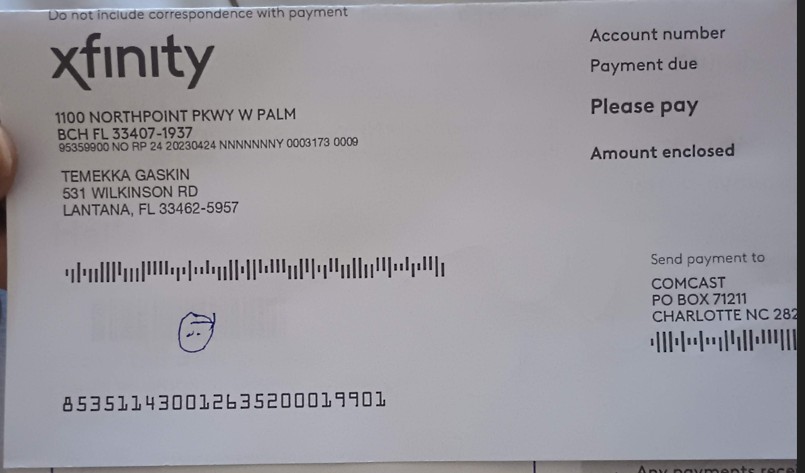 Do not include correspondence with payment
xfinity
1100 NORTHPOINT PKWY W PALM
BCH FL 33407-1937
95359900 NO RP 24 20230424 NNNNNNNY 0003173 0009
TEMEKKA GASKIN
531 WILKINSON RD
LANTANA, FL 33462-5957
853511430012635200019901
Account number
Payment due
Please pay
Amount enclosed
Send payment to
COMCAST
PO BOX 71211
CHARLOTTE NC 282
Any payments rece